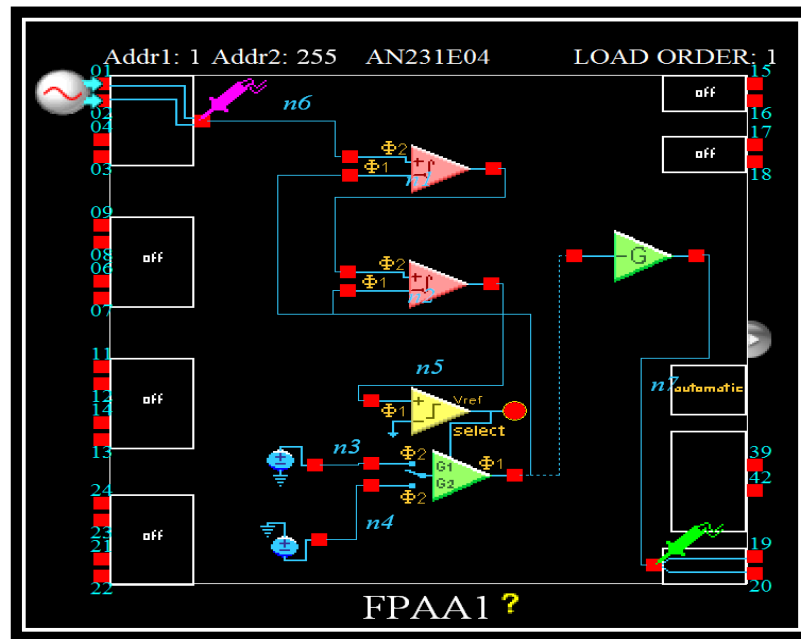 Addr1: 1 Addr2: 255 AN231E04 LOAD ORDER: 1
01
02
04
03
09
off
08
06
07
11
off
12
14
13
24
off
23
21
22
n6
Φ2
Φ1
n1
Φ2
Φ1
n2
n5
Φ1
Vref
select
n3
Φ2
G1
G2
Φ1
Φ2
n4
-G
n7
15
off
16
17
off
18
automatic
39
42
19
20
FPAA1 ?